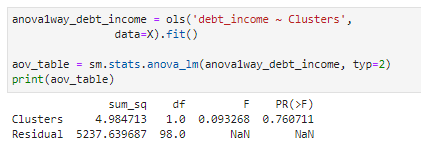 anova1way_debt_income = ols('debt_income ~ Clusters',
data=X).fit()
aov_table = sm.stats.anova_lm(anova1way_debt_income, typ=2)
print(aov_table)
sum_sq df F PR(>F)
Clusters 4.984713 1.0 0.093268 0.760711
Residual 5237.639687 98.0 NaN NaN